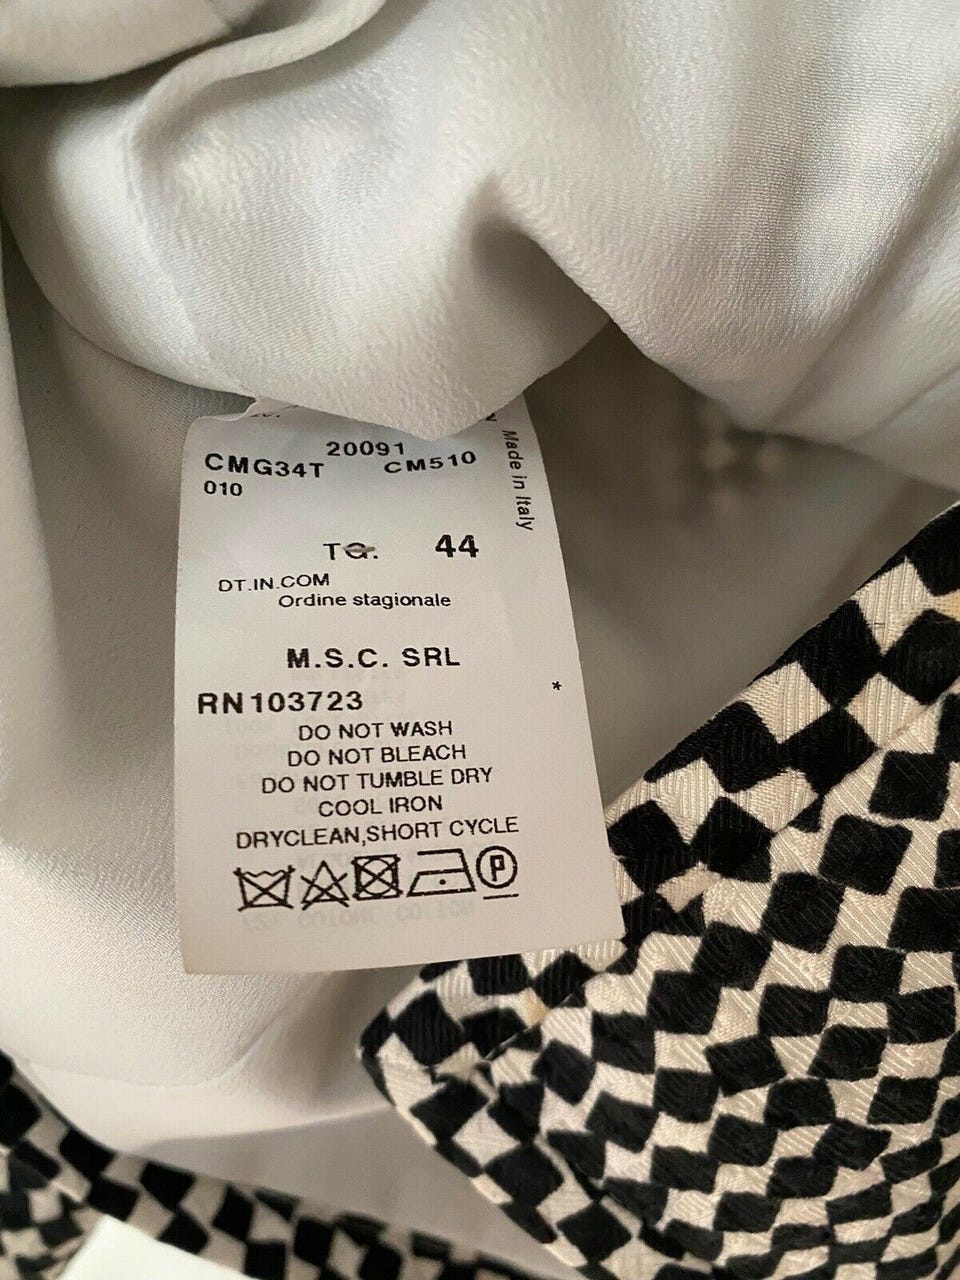 20091
CMG34T CM510
010
Made in Italy
TG. 44
DT.IN.COM
Ordine stagionale
M.S.C. SRL
*
RN103723
DO NOT WASH
DO NOT BLEACH
DO NOT TUMBLE DRY
COOL IRON
DRYCLEAN,SHORT CYCLE
P